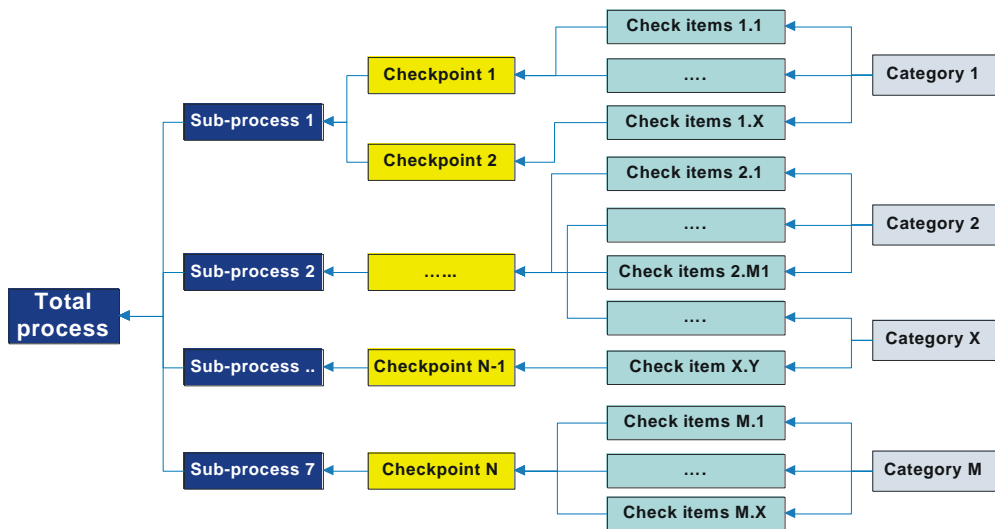 Check items 1.1
Checkpoint 1
....
Category 1
Sub-process 1
Check items 1.X
Checkpoint 2
Check items 2.1
....
Category 2
Sub-process 2
......
Check items 2.M1
Total
process
....
Category X
Sub-process ..
Checkpoint N-1
Check item X.Y
Check items M.1
Sub-process 7
Checkpoint N
....
Category M
Check items M.X